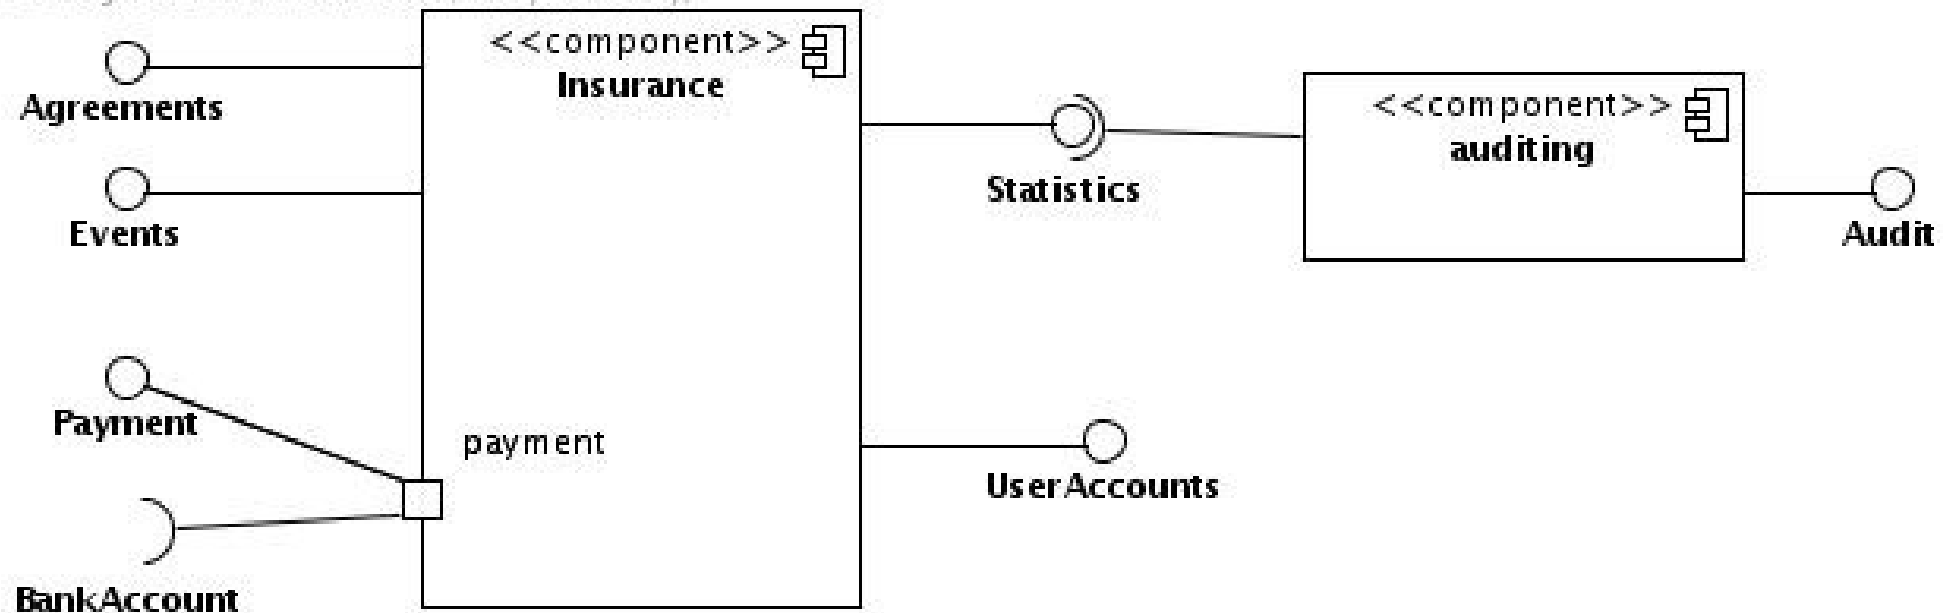 <<component>>
Insurance
Agreements
Events
Payment
payment
BankAccount
Statistics
UserAccounts
<<component>>
auditing
Audit